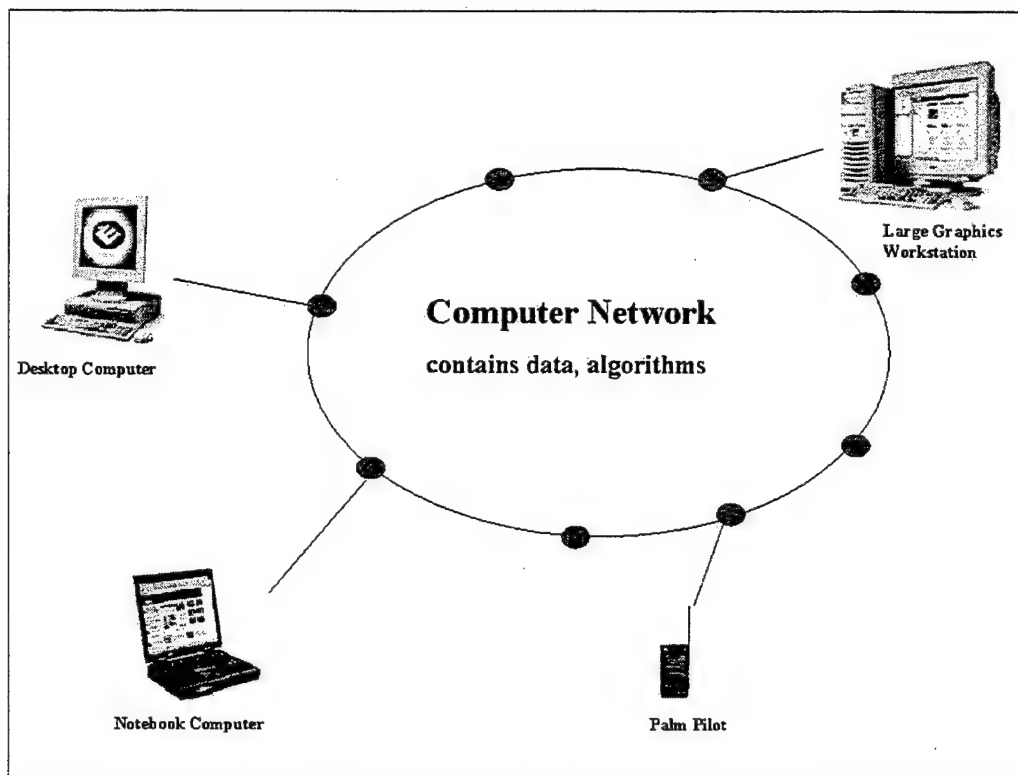 Large Graphics
Workstation
Computer Network
contains data, algorithms
Desktop Computer
Notebook Computer
Palm Pilot